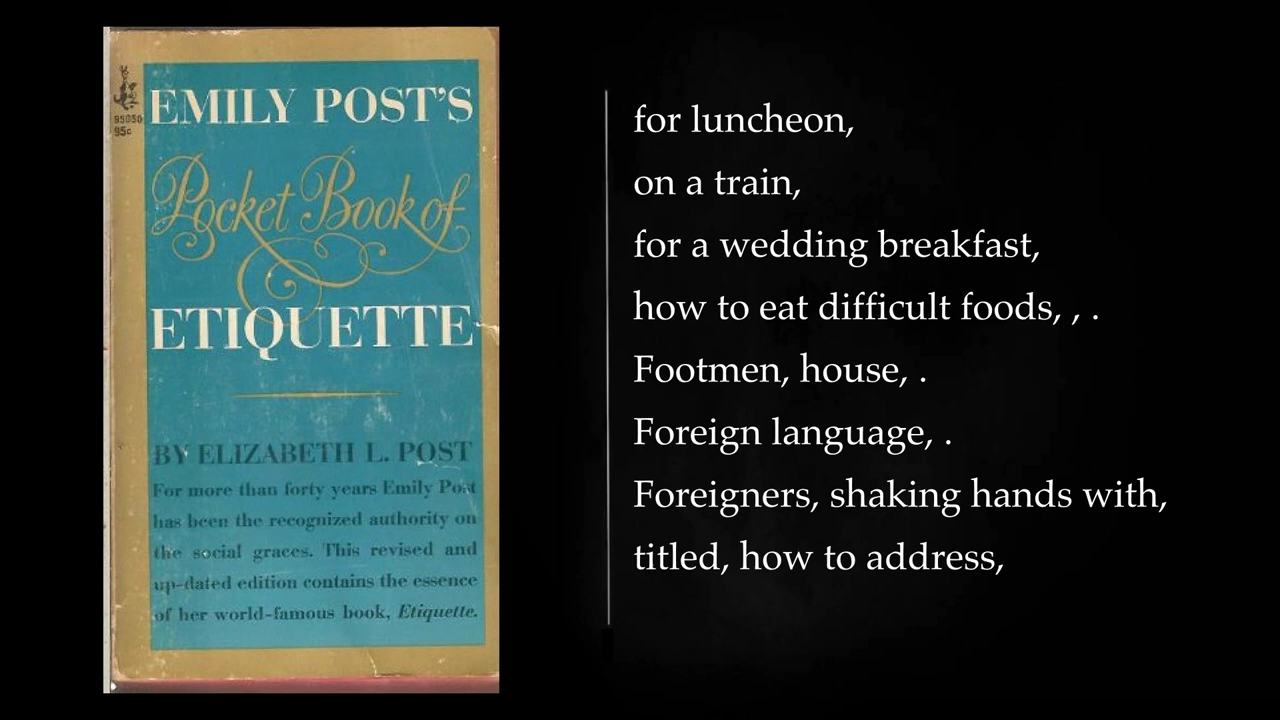 95050
95c
EMILY POST'S
Pocket Book of
ETIQUETTE
BY ELIZABETH L. POST
For more than forty years Emily Post
has been the recognized authority on
the social graces. This revised and
up-dated edition contains the essence
of her world-famous book, Etiquette.
for luncheon,
on a train,
for a wedding breakfast,
how to eat difficult foods, , .
Footmen, house, .
Foreign language, .
Foreigners, shaking hands with,
titled, how to address,